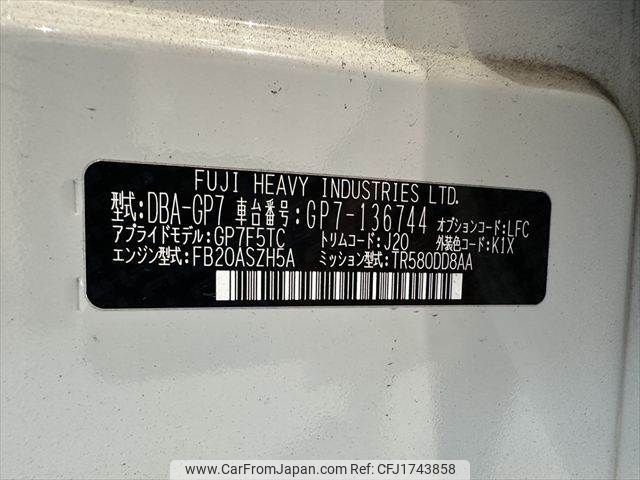 FUJI HEAVY INDUSTRIES LTD.
型式:DBA-GP7 車台番号:GP7-136744 オプションコード:LFC
アプライドモデル:GP7E5TC トリムコード:J20 外装色コード:K1X
エンジン型式:FB20ASZH5A ミッション型式:TR580DD8AA
www.CarFromJapan.com - Car ID: CFJ1743858